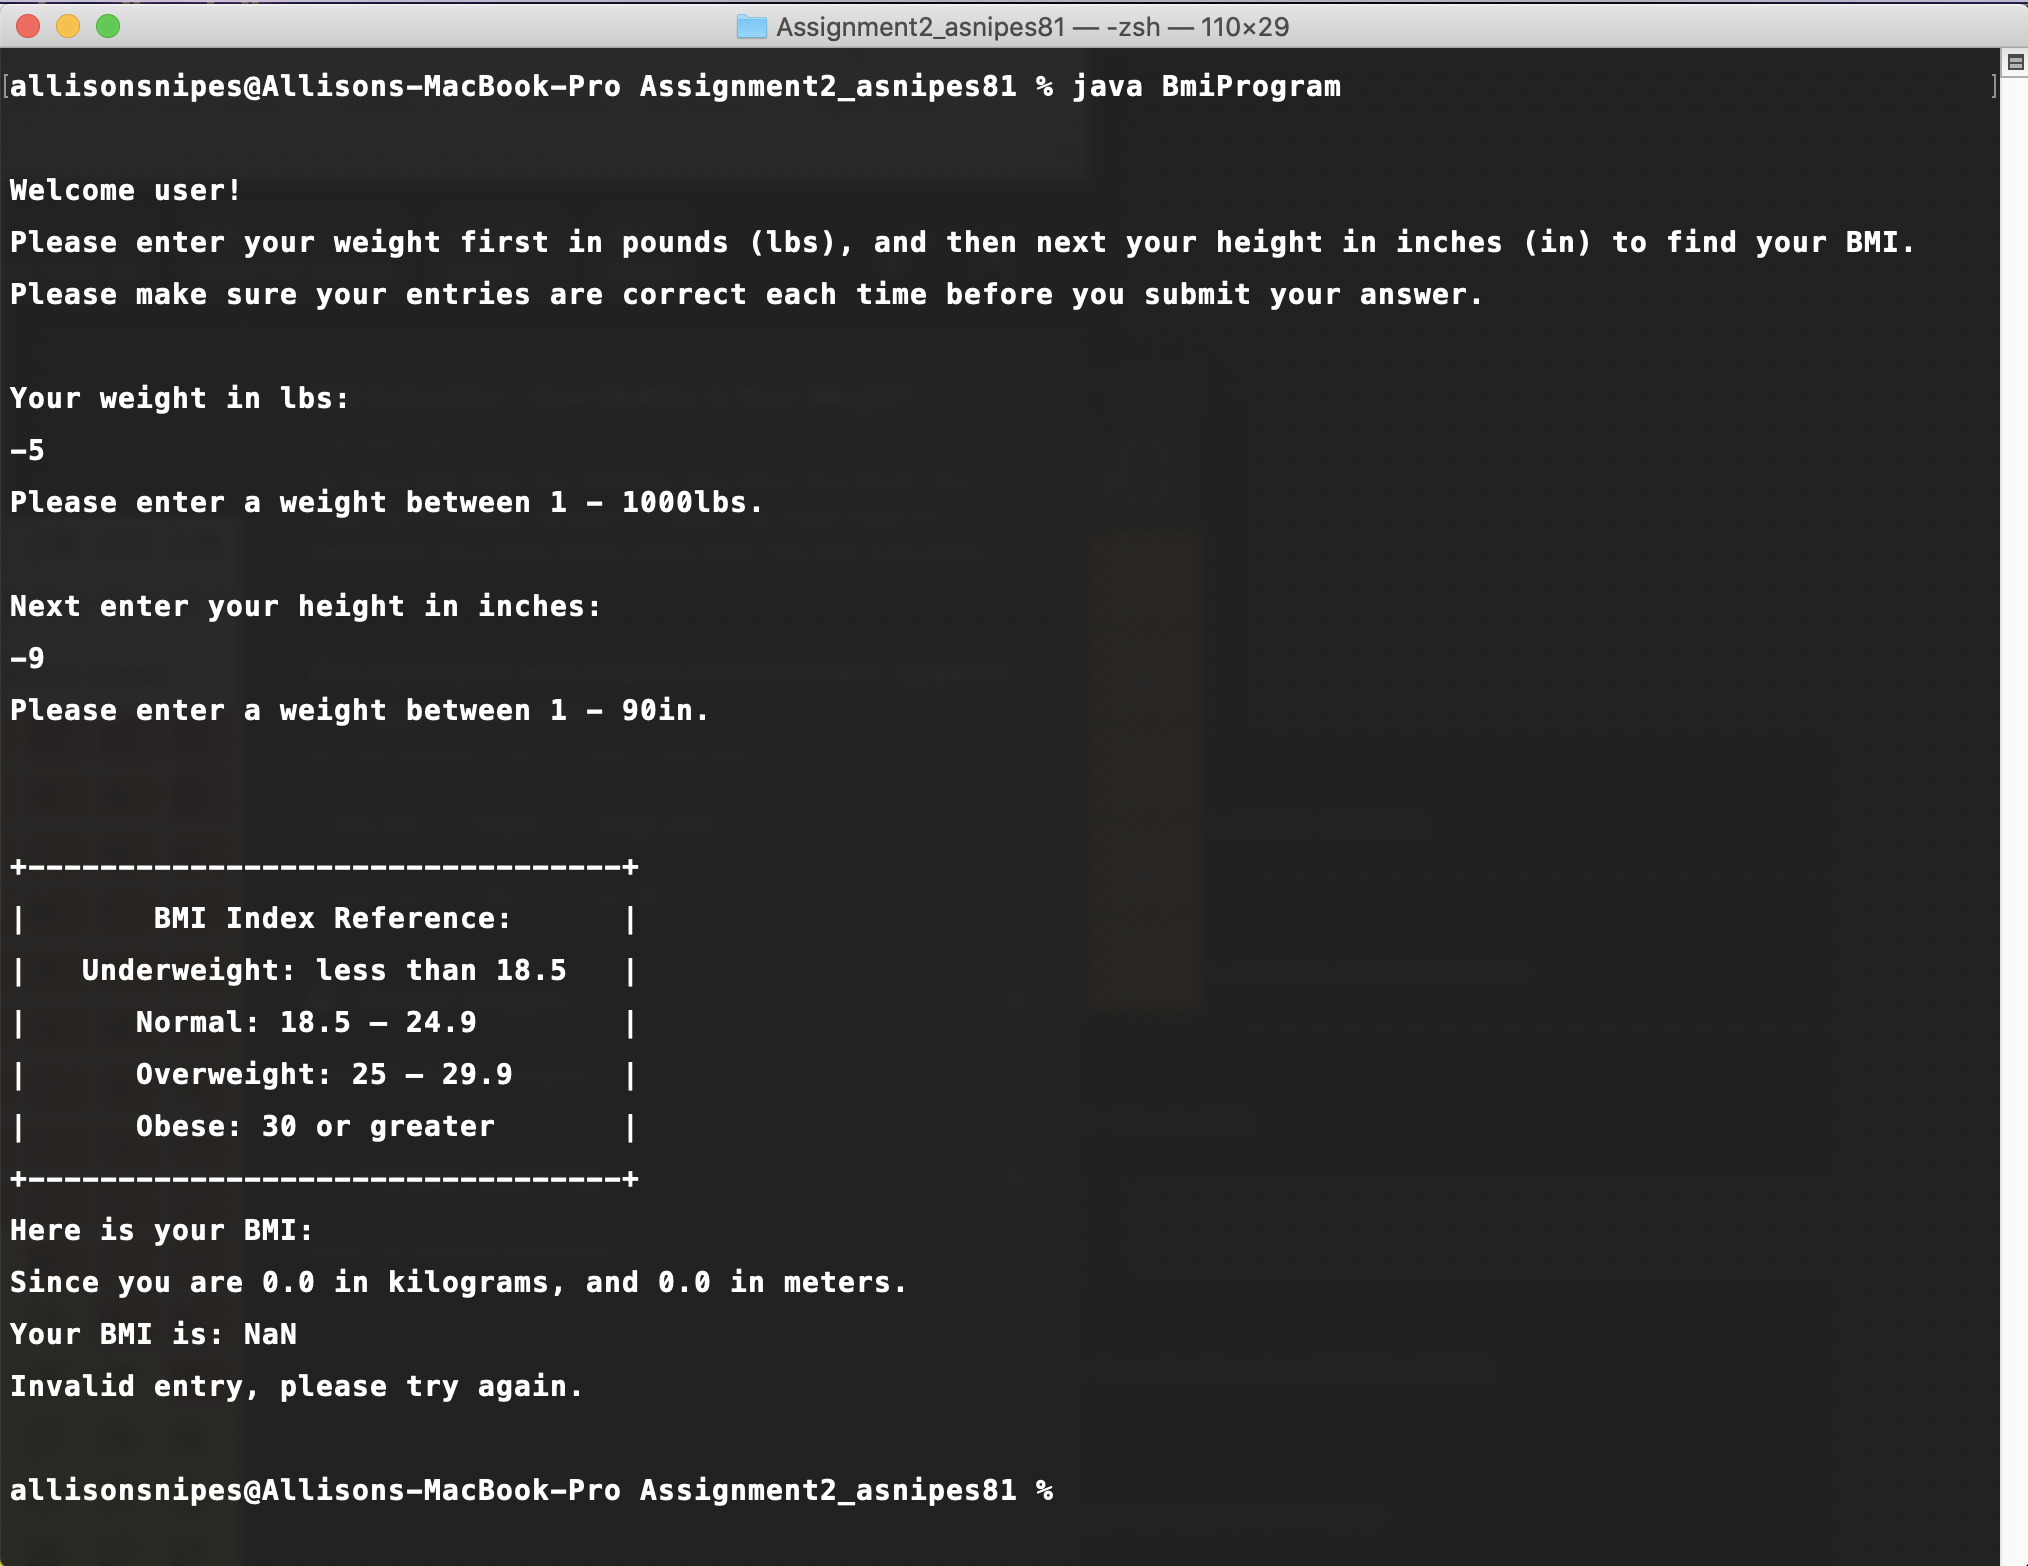 Assignment2_asnipes81 — -zsh — 110×29
[allisonsnipes@Allisons-MacBook-Pro Assignment2_asnipes81 % java BmiProgram ]
Welcome user!
Please enter your weight first in pounds (lbs), and then next your height in inches (in) to find your BMI.
Please make sure your entries are correct each time before you submit your answer.
Your weight in lbs:
-5
Please enter a weight between 1 - 1000lbs.
Next enter your height in inches:
-9
Please enter a weight between 1 - 90in.
+---------------------------------+
|       BMI Index Reference:      |
|   Underweight: less than 18.5   |
|      Normal: 18.5 – 24.9        |
|      Overweight: 25 – 29.9      |
|      Obese: 30 or greater       |
+---------------------------------+
Here is your BMI:
Since you are 0.0 in kilograms, and 0.0 in meters.
Your BMI is: NaN
Invalid entry, please try again.
allisonsnipes@Allisons-MacBook-Pro Assignment2_asnipes81 %